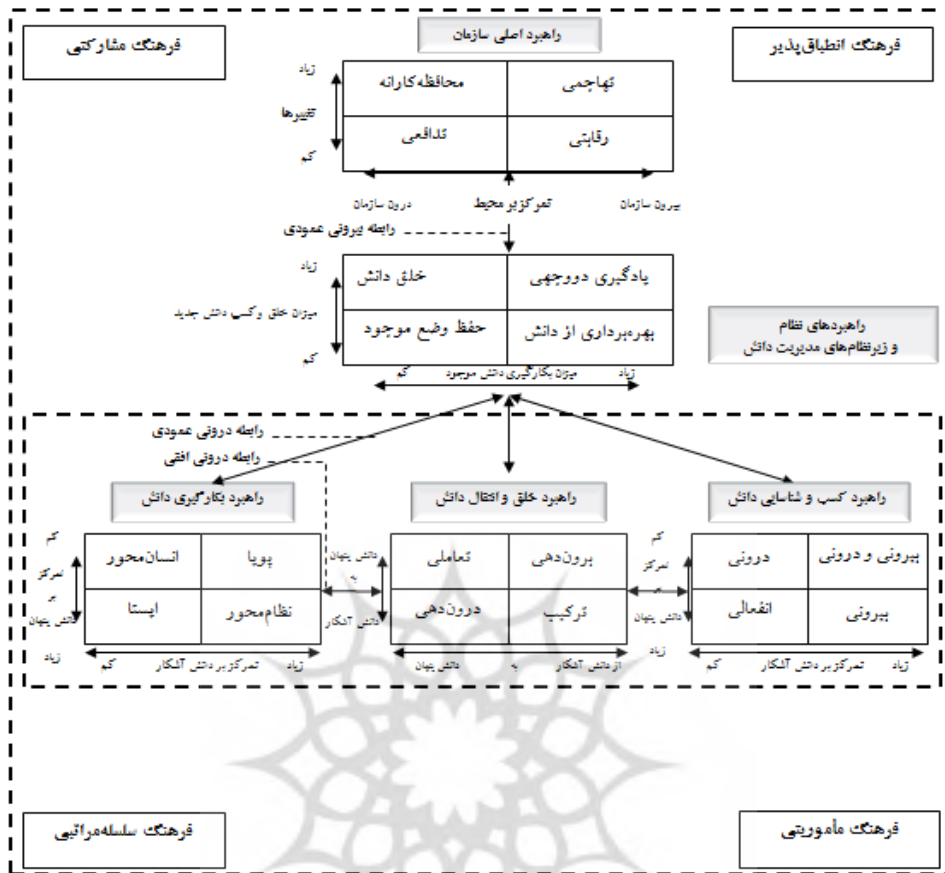 راهبرد اصلی سازمان
فرهنگ انطباق‌پذیر
فرهنگ مشارکتی
زیاد
تغییرها
کم
تهاجمی
محافظه‌کارانه
رقابتی
تدافعی
بیرون سازمان
تمرکز بر محیط
درون سازمان
رابطه بیرونی عمودی
زیاد
میزان خلق و کسب دانش جدید
کم
یادگیری دووجهی
خلق دانش
بهره‌برداری از دانش
حفظ وضع موجود
زیاد
میزان بکارگیری دانش موجود
کم
راهبردهای نظام
و زیرنظام‌های مدیریت دانش
رابطه درونی عمودی
رابطه درونی افقی
راهبرد کسب و شناسایی دانش
راهبرد خلق و انتقال دانش
راهبرد بکارگیری دانش
بیرونی و درونی
درونی
بیرونی
انفعالی
کم
تمرکز
بر
دانش پنهان
زیاد
زیاد
تمرکز بر دانش آشکار
کم
برون‌دهی
تعاملی
ترکیب
درون‌دهی
دانش پنهان
به
دانش آشکار
از دانش آشکار
به
دانش پنهان
پویا
انسان‌محور
نظام‌محور
ایستا
کم
تمرکز
بر
دانش پنهان
زیاد
زیاد
تمرکز بر دانش آشکار
کم
فرهنگ مأموریتی
فرهنگ سلسله‌مراتبی